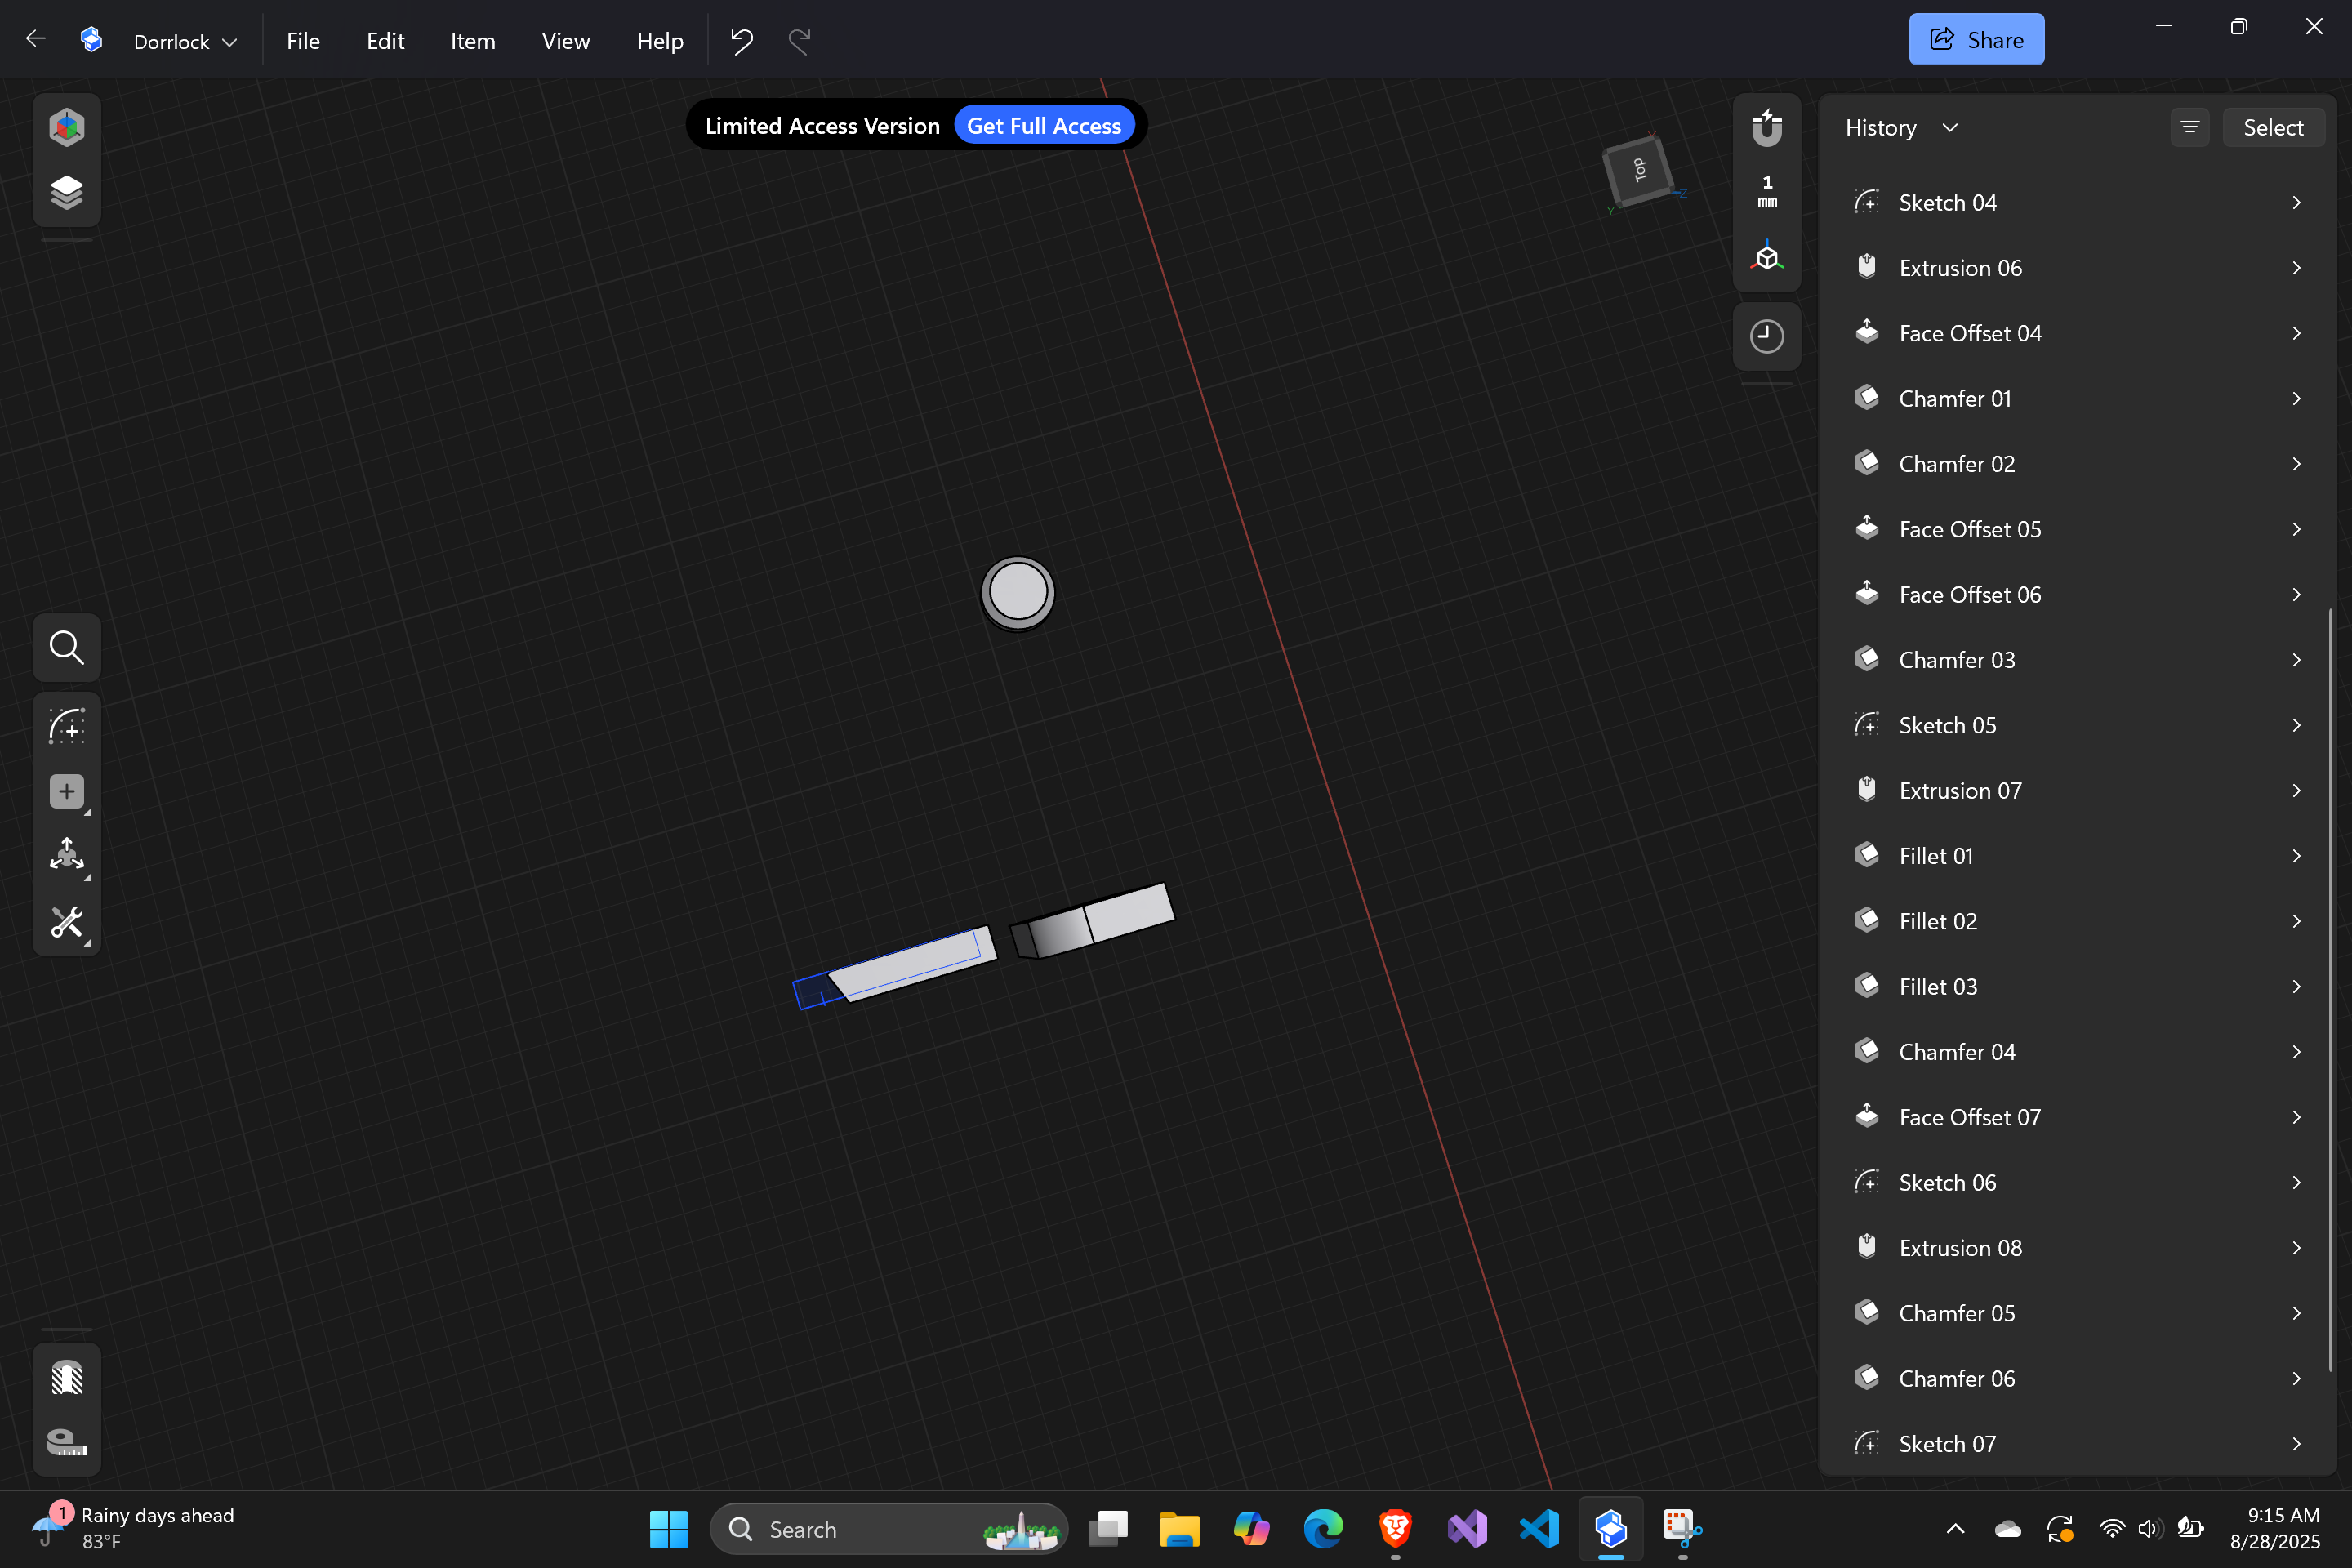 Dorrlock
File
Edit
Item
View
Help
Share
Limited Access Version
Get Full Access
Top
X
Y
Z
1
mm
History
Select
Sketch 04
Extrusion 06
Face Offset 04
Chamfer 01
Chamfer 02
Face Offset 05
Face Offset 06
Chamfer 03
Sketch 05
Extrusion 07
Fillet 01
Fillet 02
Fillet 03
Chamfer 04
Face Offset 07
Sketch 06
Extrusion 08
Chamfer 05
Chamfer 06
Sketch 07
1
Rainy days ahead
83°F
Search
9:15 AM
8/28/2025